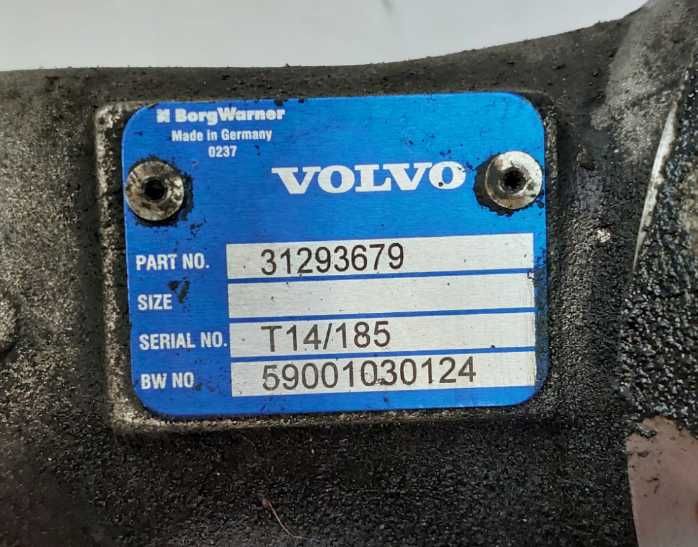 BorgWarner
Made in Germany
0237
VOLVO
PART NO. 31293679
SIZE
SERIAL NO. T14/185
BW NO 59001030124